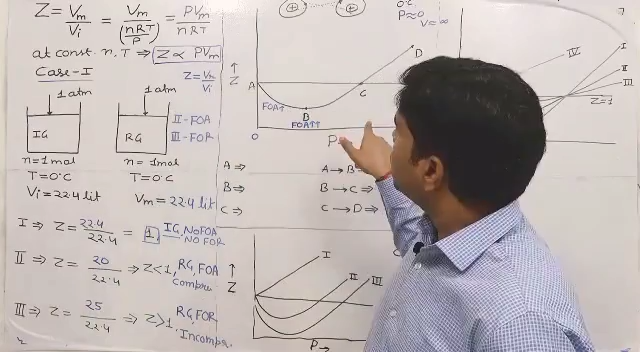 Z = Vm/Vi = Vm/(nRT/P) = PVm/nRT
at const. n, T ⇒ Z ∝ PVm
Case-I
Z = Vm/Vi
1 atm
1 atm
IG
RG
II-FOA
III-FOR
n = 1 mol
T = 0°C
Vi = 22.4 lit
n = 1 mol
T = 0°C
Vm = 22.4 lit
I ⇒ Z = 22.4/22.4 = 1, IG, NO FOA
NO FOR
II ⇒ Z = 20/22.4 ⇒ Z < 1, RG, FOA
Compre.
III ⇒ Z = 25/22.4 ⇒ Z > 1, RG, FOR
Incompre.
+
+
0°C
P≈0
V=∞
↑
Z
A
B
C
D
FOA↑
FOA↑↑
O
P
A ⇒
B ⇒
C ⇒
A → B
B → C ⇒
C → D ⇒
↑
Z
I
II
III
P→
IV
I
II
III
Z=1